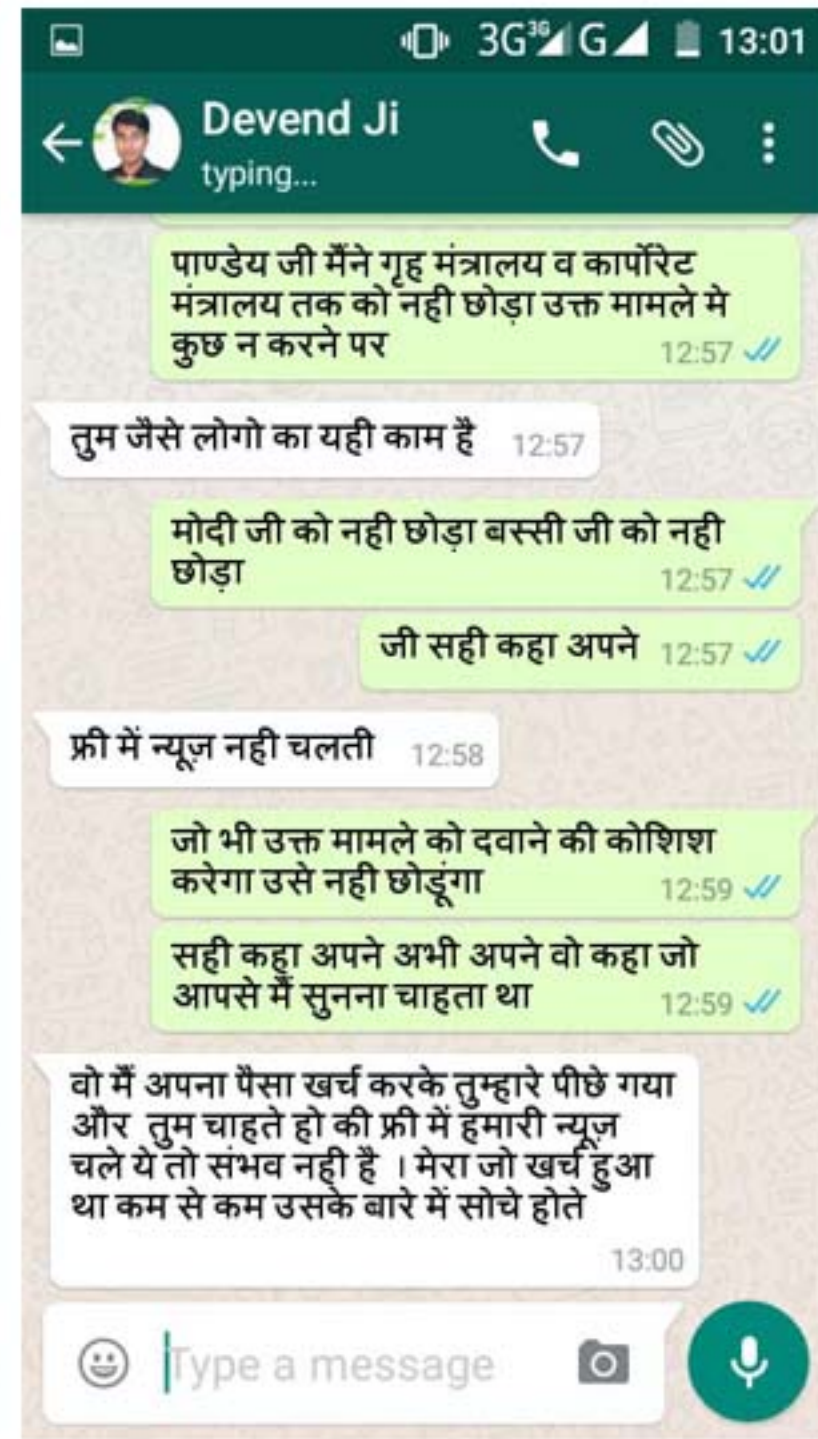 3G 3G G 13:01
Devend Ji
typing...
पाण्डेय जी मैंने गृह मंत्रालय व कार्पोरेट
मंत्रालय तक को नही छोड़ा उक्त मामले मे
कुछ न करने पर 12:57
तुम जैसे लोगो का यही काम है 12:57
मोदी जी को नही छोड़ा बस्सी जी को नही
छोड़ा 12:57
जी सही कहा अपने 12:57
फ्री में न्यूज़ नही चलती 12:58
जो भी उक्त मामले को दवाने की कोशिश
करेगा उसे नही छोडूंगा 12:59
सही कहा अपने अभी अपने वो कहा जो
आपसे मैं सुनना चाहता था 12:59
वो मैं अपना पैसा खर्च करके तुम्हारे पीछे गया
और तुम चाहते हो की फ्री में हमारी न्यूज़
चले ये तो संभव नही है । मेरा जो खर्च हुआ
था कम से कम उसके बारे में सोचे होते
13:00
Type a message